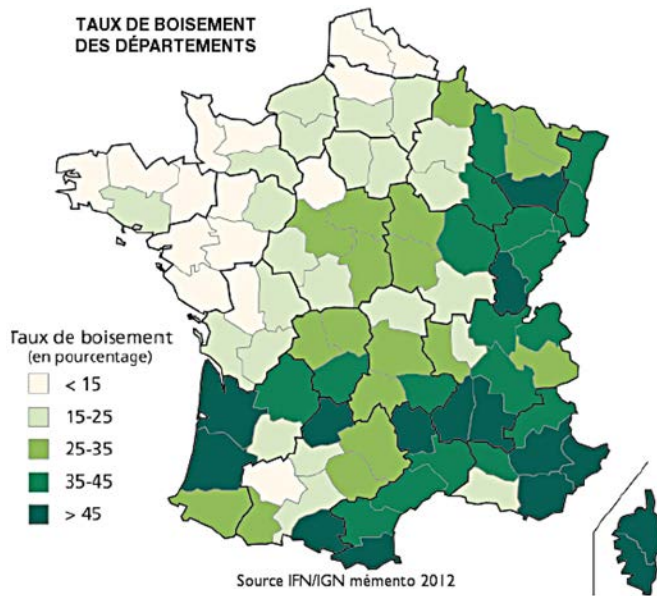 TAUX DE BOISEMENT
DES DÉPARTEMENTS
Taux de boisement
(en pourcentage)
< 15
15-25
25-35
35-45
> 45
Source IFN/IGN mémento 2012